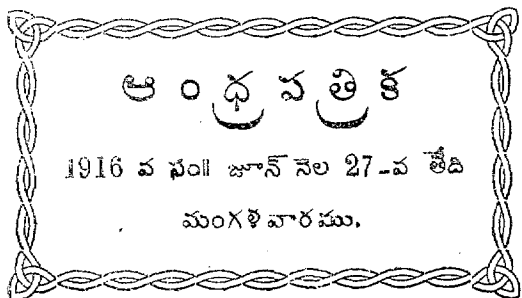 ఆంధ్రపత్రిక
1916 వ సం॥ జూన్ నెల 27-వ తేది
మంగళవారము.